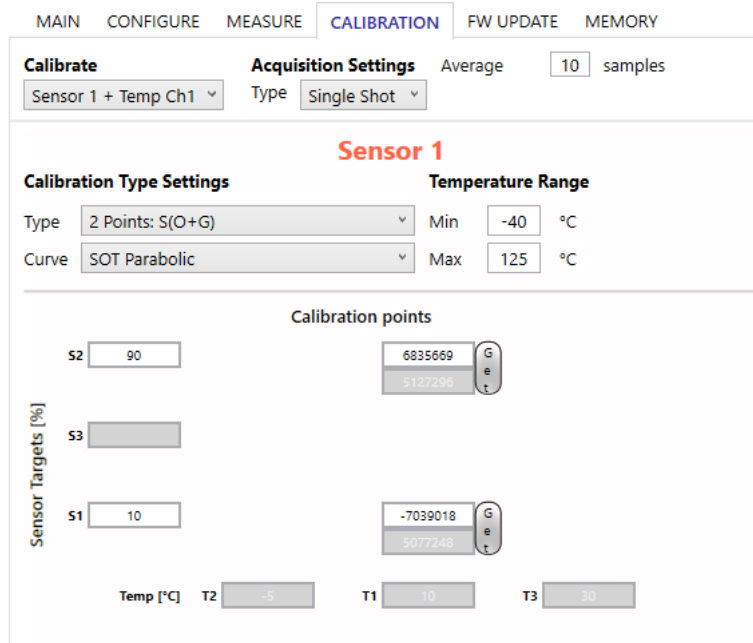 MAIN CONFIGURE MEASURE CALIBRATION FW UPDATE MEMORY
Calibrate Acquisition Settings Average 10 samples
Sensor 1 + Temp Ch1 Type Single Shot
Sensor 1
Calibration Type Settings Temperature Range
Type 2 Points: S(O+G) Min -40 °C
Curve SOT Parabolic Max 125 °C
Calibration points
S2 90 6835669 Get
5127296
Sensor Targets [%]
S3
S1 10 -7039018 Get
5077248
Temp [°C] T2 -5 T1 10 T3 30